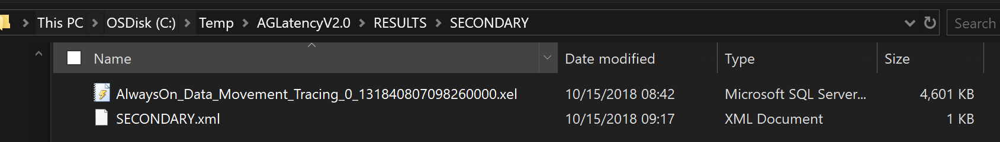 This PC > OSDisk (C:) > Temp > AGLatencyV2.0 > RESULTS > SECONDARY Search
Name Date modified Type Size
AlwaysOn_Data_Movement_Tracing_0_131840807098260000.xel 10/15/2018 08:42 Microsoft SQL Server... 4,601 KB
SECONDARY.xml 10/15/2018 09:17 XML Document 1 KB